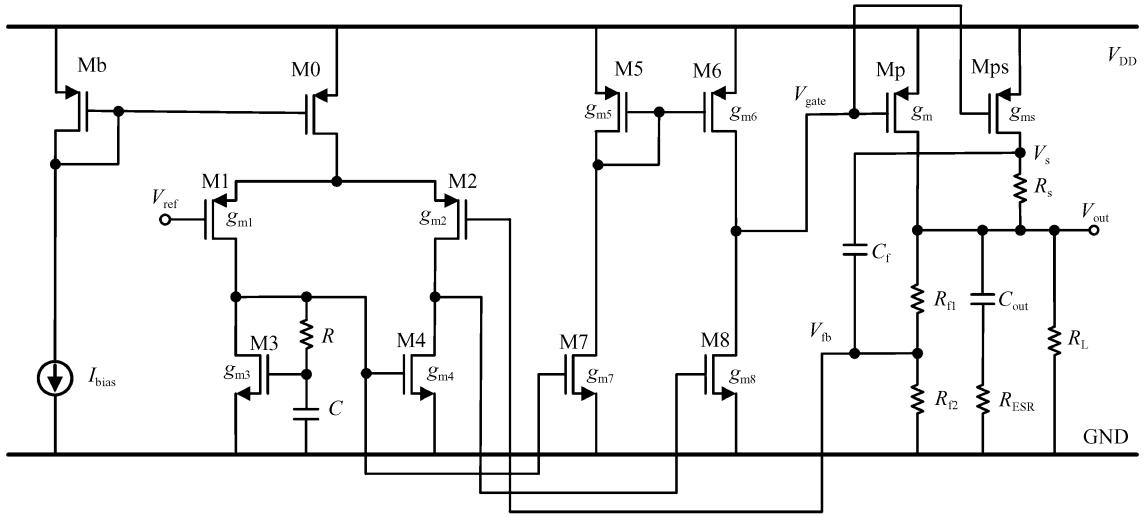 Mb
M0
M5
M6
Mp
Mps
V_DD
g_m5
g_m6
V_gate
g_m
g_ms
V_s
M1
M2
R_s
V_ref
g_m1
g_m2
V_out
C_f
R_f1
C_out
R
V_fb
R_L
M3
M4
M7
M8
g_m3
g_m4
g_m7
g_m8
I_bias
C
R_f2
R_ESR
GND